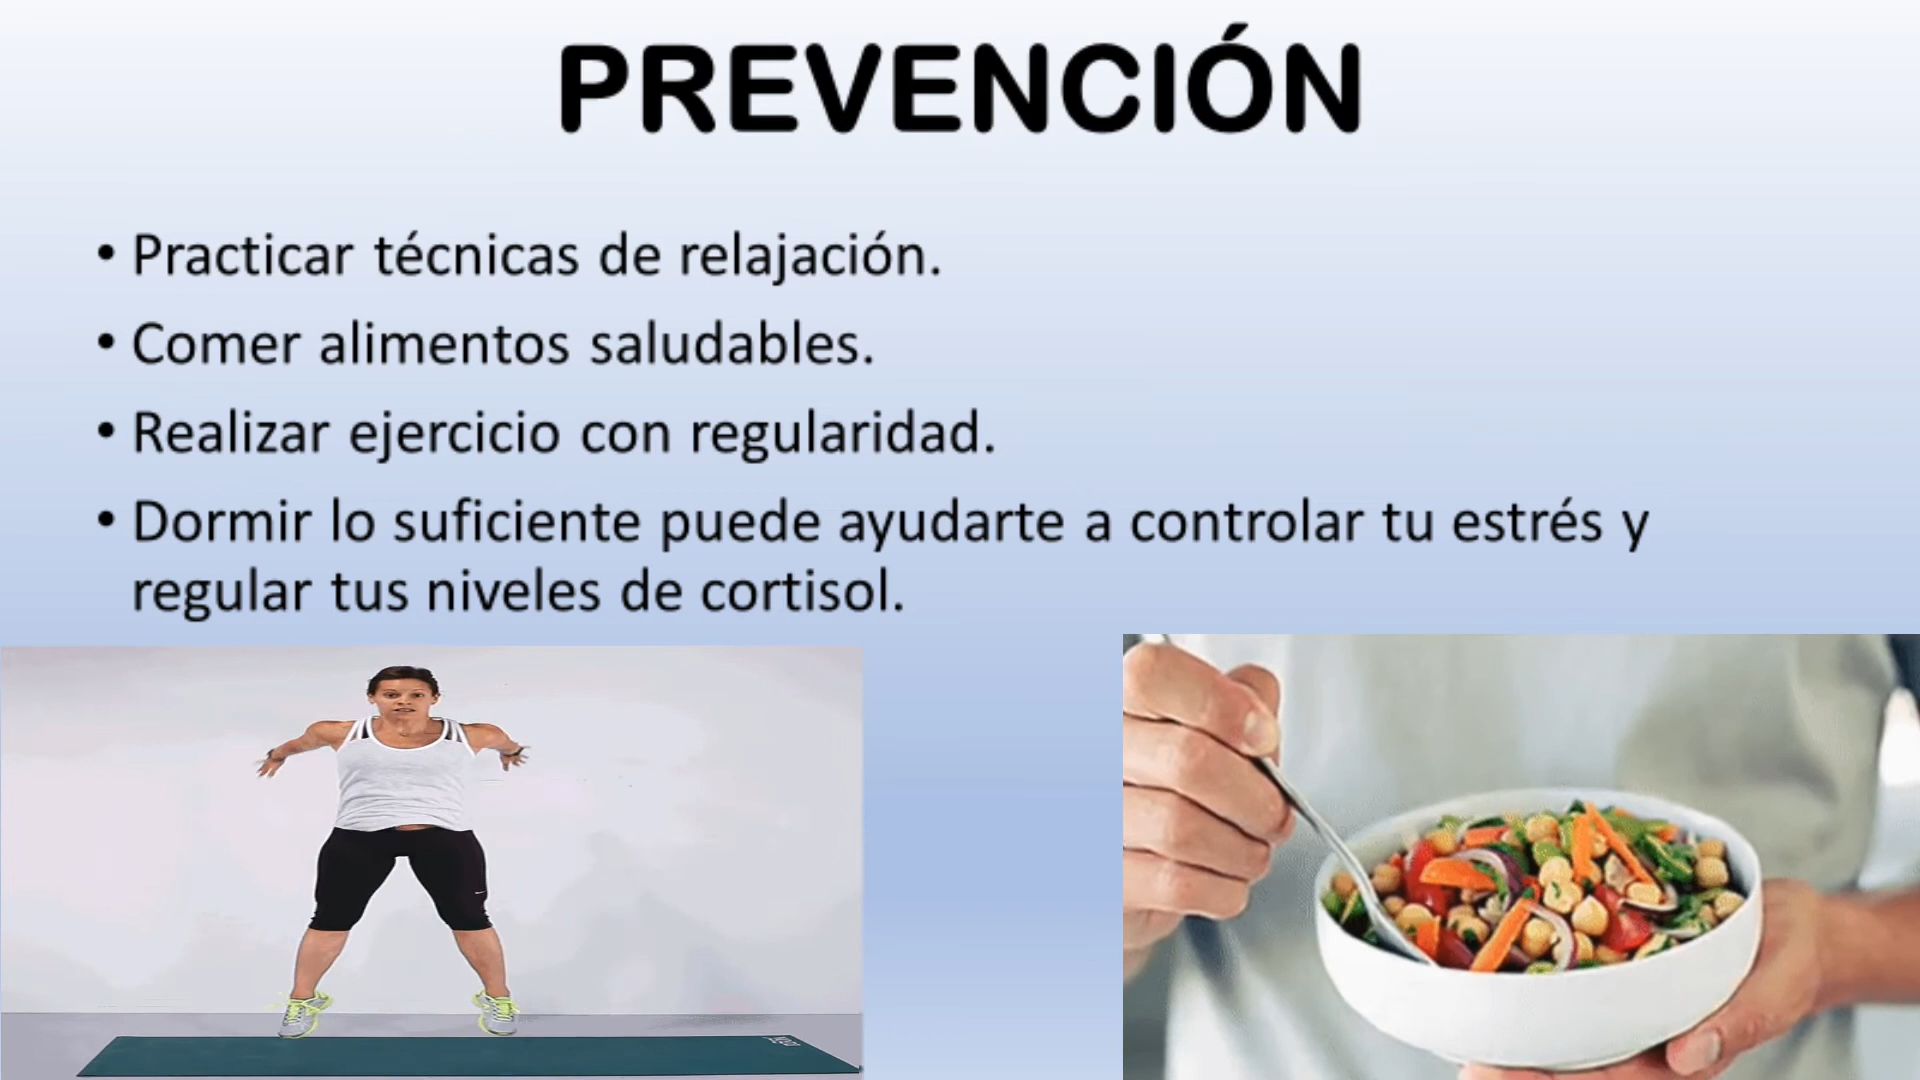 PREVENCIÓN
• Practicar técnicas de relajación.
• Comer alimentos saludables.
• Realizar ejercicio con regularidad.
• Dormir lo suficiente puede ayudarte a controlar tu estrés y
regular tus niveles de cortisol.